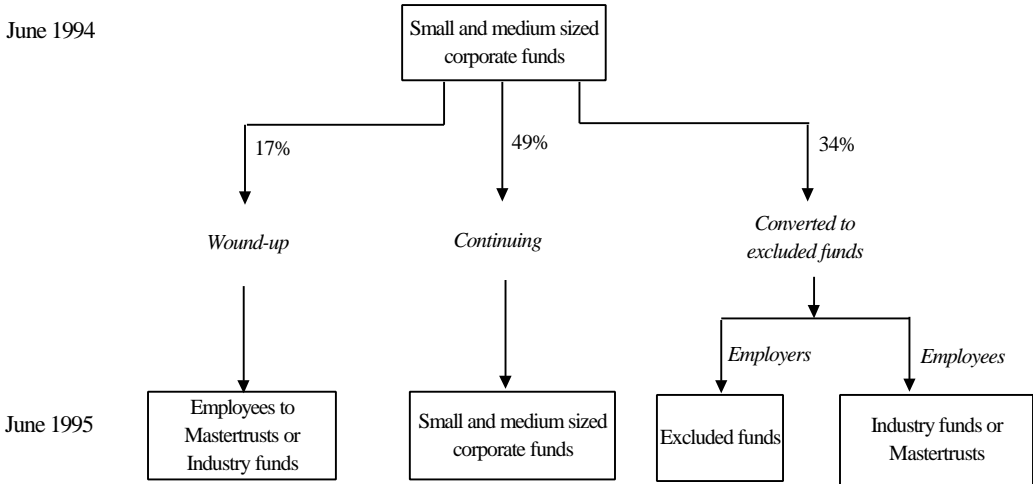 June 1994
Small and medium sized
corporate funds
17%
49%
34%
Wound-up
Continuing
Converted to
excluded funds
Employers
Employees
June 1995
Employees to
Mastertrusts or
Industry funds
Small and medium sized
corporate funds
Excluded funds
Industry funds or
Mastertrusts